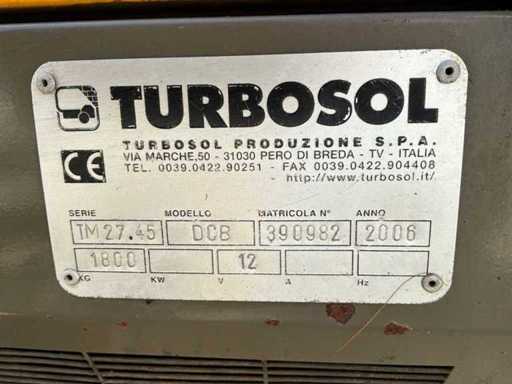 TURBOSOL
TURBOSOL PRODUZIONE S.P.A.
VIA MARCHE,50 - 31030 PERO DI BREDA - TV - ITALIA
TEL. 0039.0422.90251 - FAX 0039.0422.904408
- http://www.turbosol.it/
CE
SERIE MODELLO MATRICOLA N° ANNO
TM 27.45 DCB 390982 2006
1800 12
KG KW V A Hz